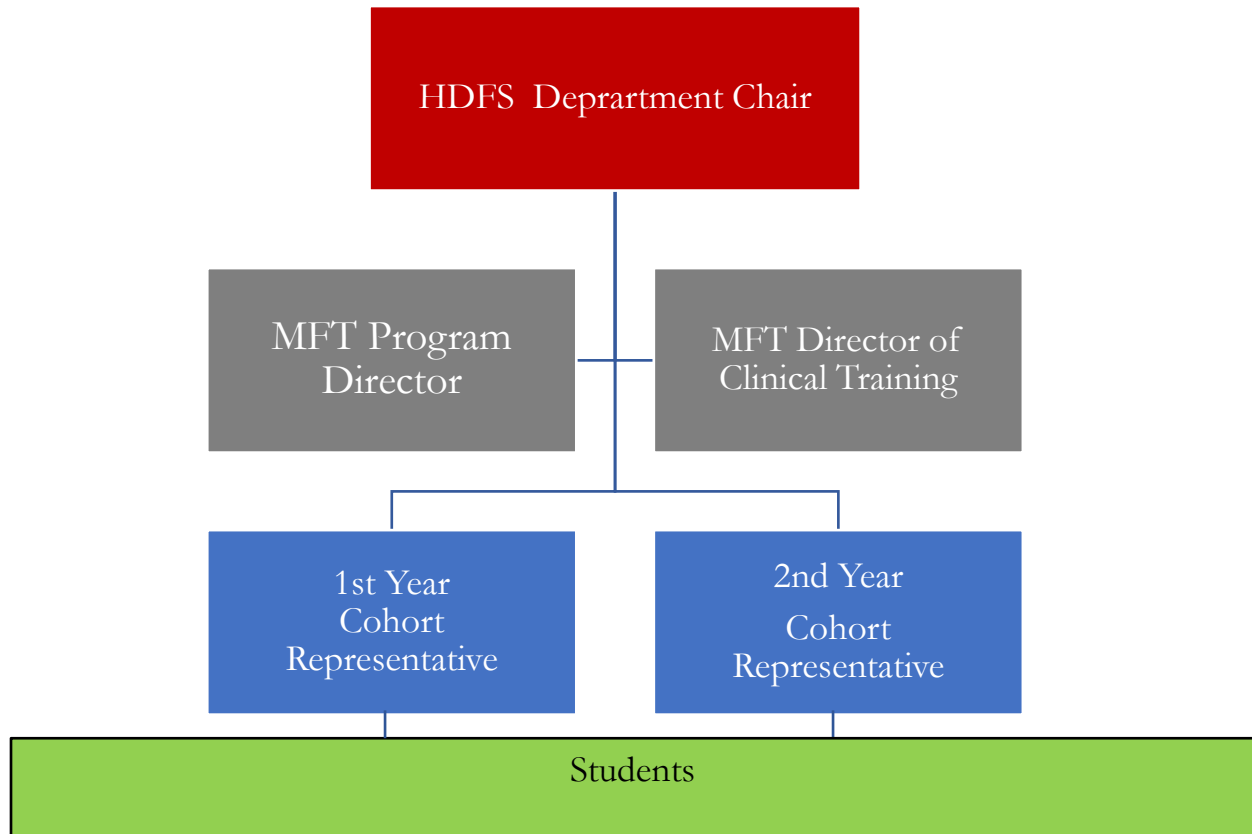 HDFS  Deprartment Chair
MFT Program
Director
MFT Director of
Clinical Training
1st Year
Cohort
Representative
2nd Year
Cohort
Representative
Students